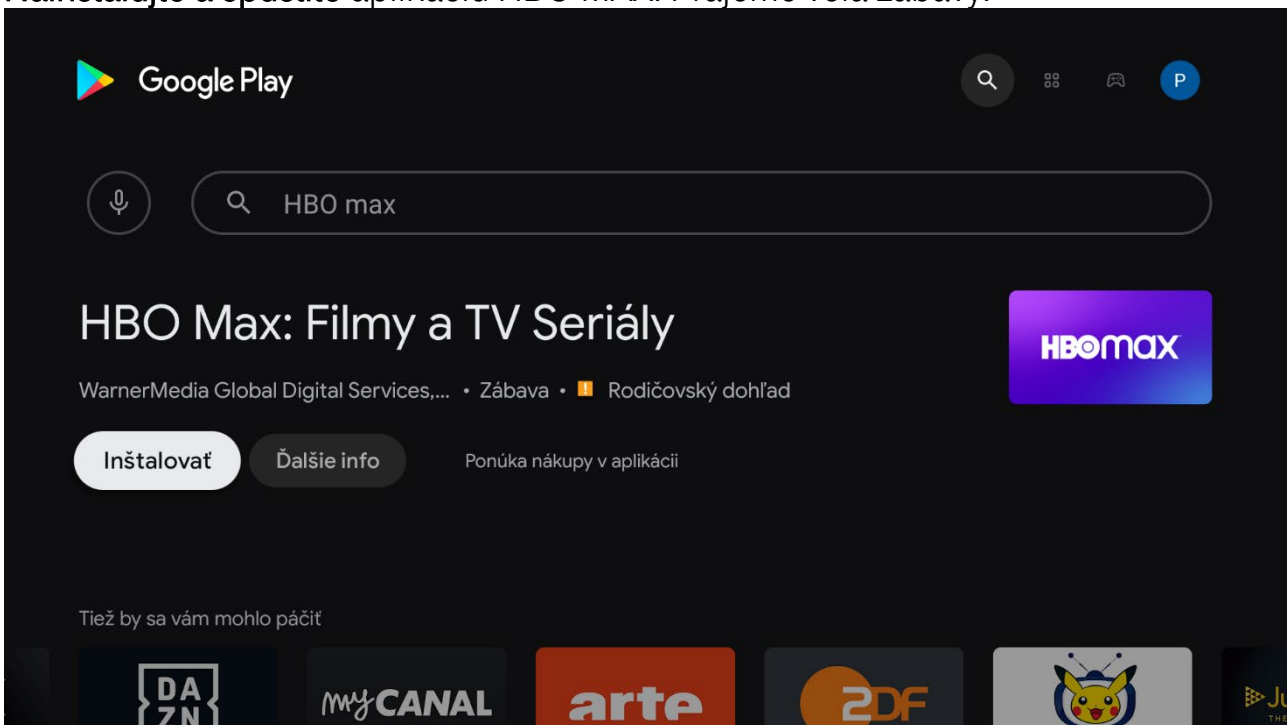 Google Play
P
HBO max
HBO Max: Filmy a TV Seriály
HBOmax
WarnerMedia Global Digital Services,... • Zábava • Rodičovský dohľad
Inštalovať Ďalšie info Ponúka nákupy v aplikácii
Tiež by sa vám mohlo páčiť
DAZN myCANAL arte 2DF